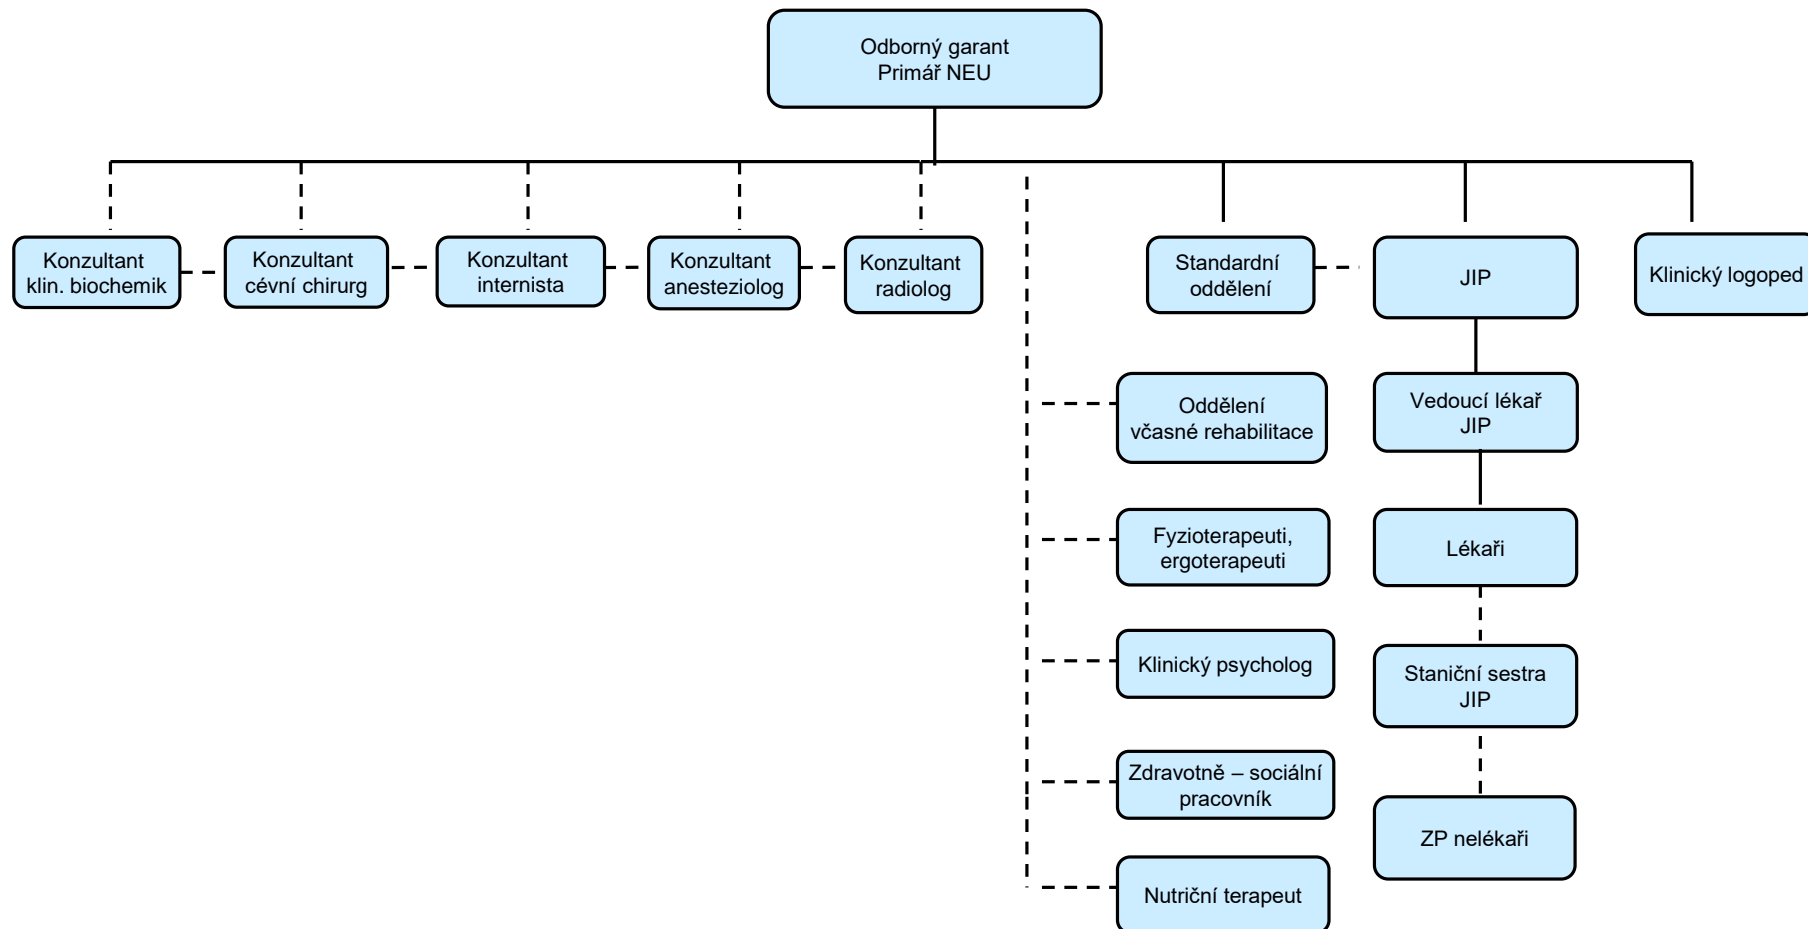 Odborný garant
Primář NEU
Konzultant
klin. biochemik
Konzultant
cévní chirurg
Konzultant
internista
Konzultant
anesteziolog
Konzultant
radiolog
Standardní
oddělení
JIP
Klinický logoped
Oddělení
včasné rehabilitace
Vedoucí lékař
JIP
Fyzioterapeuti,
ergoterapeuti
Lékaři
Klinický psycholog
Staniční sestra
JIP
Zdravotně – sociální
pracovník
ZP nelékaři
Nutriční terapeut